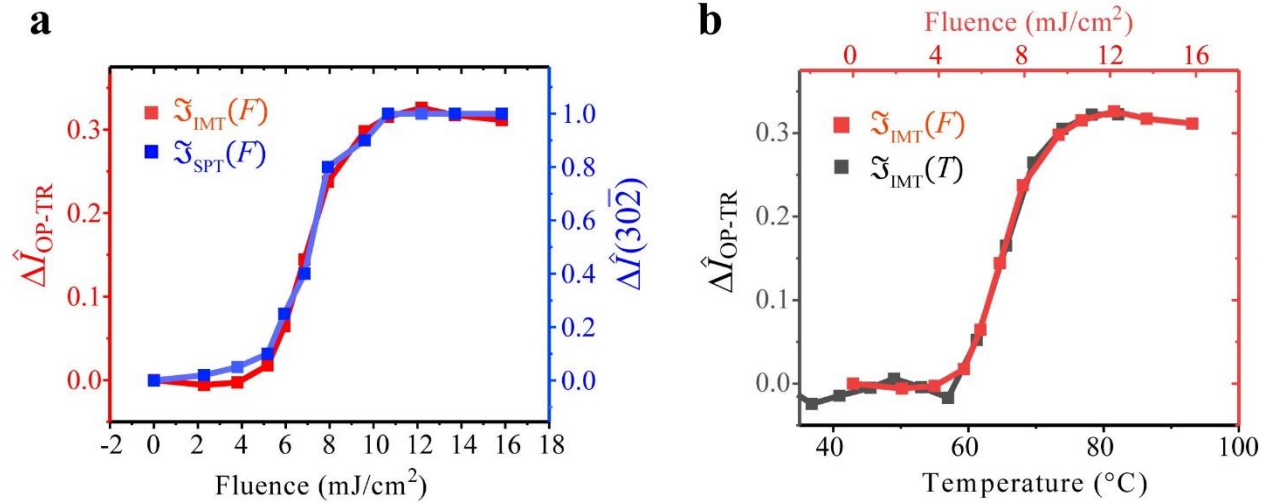 a
ℑIMT(F)
ℑSPT(F)
ΔÎOP-TR
0.3
0.2
0.1
0.0
ΔÎ(302̅)
1.0
0.8
0.6
0.4
0.2
0.0
-2 0 2 4 6 8 10 12 14 16 18
Fluence (mJ/cm²)
b
Fluence (mJ/cm²)
0 4 8 12 16
ℑIMT(F)
ℑIMT(T)
ΔÎOP-TR
0.3
0.2
0.1
0.0
40 60 80 100
Temperature (°C)